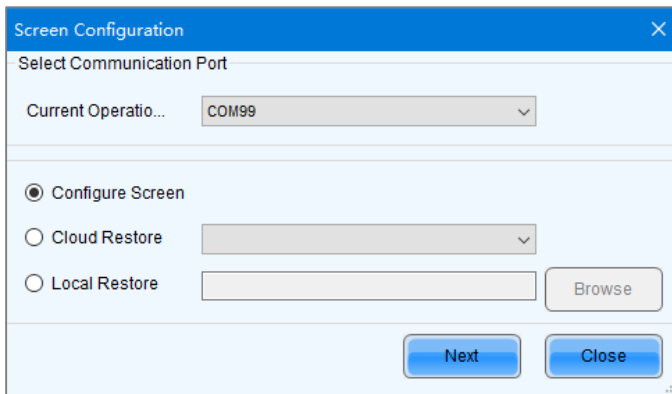 Screen Configuration
Select Communication Port
Current Operatio... COM99
Configure Screen
Cloud Restore
Local Restore Browse
Next Close